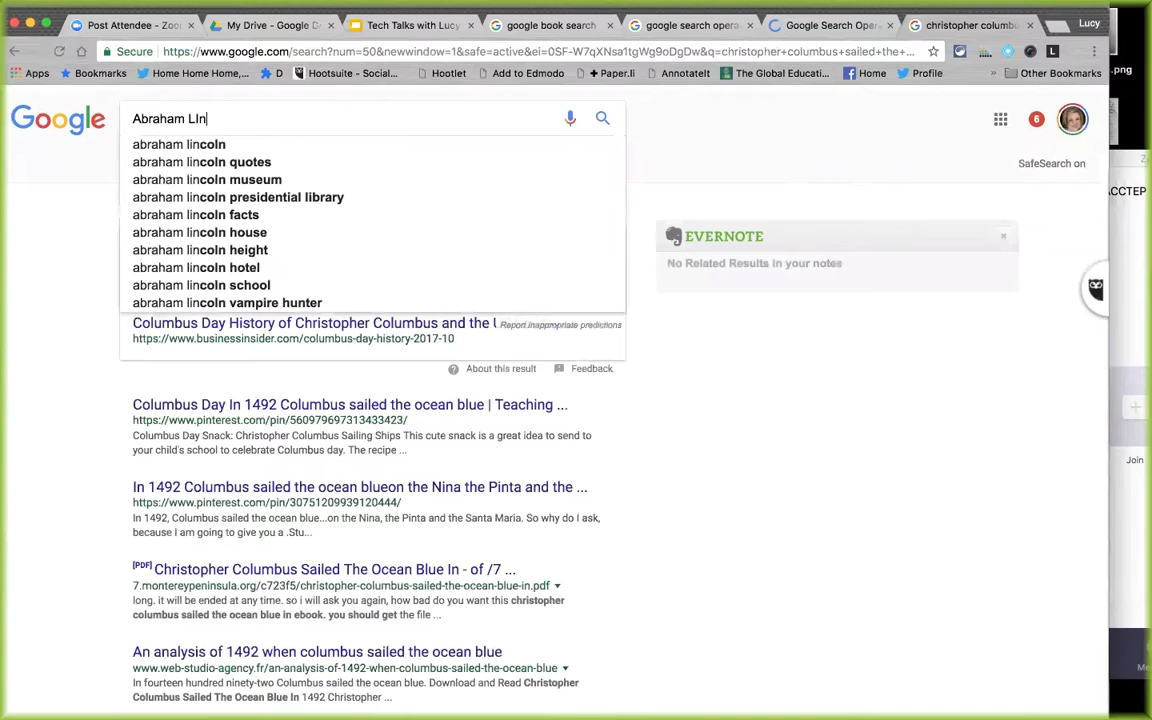 Post Attendee - Zoo
My Drive - Google D
Tech Talks with Lucy
google book search
google search opera
Google Search Oper
christopher columbu
Lucy
Secure
https://www.google.com/search?num=50&newwindow=1&safe=active&ei=0SF-W7qXNsa1tgWg9oDgDw&q=christopher+columbus+sailed+the+...
Apps
Bookmarks
Home Home Home,...
D
Hootsuite - Social...
Hootlet
Add to Edmodo
+ Paper.li
AnnotateIt
The Global Educati...
Home
Profile
»
Other Bookmarks
.png
Google
Abraham LIn
6
SafeSearch on
abraham lincoln
abraham lincoln quotes
abraham lincoln museum
abraham lincoln presidential library
abraham lincoln facts
abraham lincoln house
abraham lincoln height
abraham lincoln hotel
abraham lincoln school
abraham lincoln vampire hunter
EVERNOTE
No Related Results in your notes
ACCTEP
Columbus Day History of Christopher Columbus and the U
Report inappropriate predictions
https://www.businessinsider.com/columbus-day-history-2017-10
About this result
Feedback
Columbus Day In 1492 Columbus sailed the ocean blue | Teaching ...
https://www.pinterest.com/pin/560979697313433423/
Columbus Day Snack: Christopher Columbus Sailing Ships This cute snack is a great idea to send to
your child's school to celebrate Columbus day. The recipe ...
Join
In 1492 Columbus sailed the ocean blueon the Nina the Pinta and the ...
https://www.pinterest.com/pin/30751209939120444/
In 1492, Columbus sailed the ocean blue...on the Nina, the Pinta and the Santa Maria. So why do I ask,
because I am going to give you a .Stu...
[PDF] Christopher Columbus Sailed The Ocean Blue In - of /7 ...
7.montereypeninsula.org/c723f5/christopher-columbus-sailed-the-ocean-blue-in.pdf
long. it will be ended at any time. so i will ask you again, how bad do you want this christopher
columbus sailed the ocean blue in ebook. you should get the file ...
An analysis of 1492 when columbus sailed the ocean blue
www.web-studio-agency.fr/an-analysis-of-1492-when-columbus-sailed-the-ocean-blue
In fourteen hundred ninety-two Columbus sailed the ocean blue. Download and Read Christopher
Columbus Sailed The Ocean Blue In 1492 Christopher ...